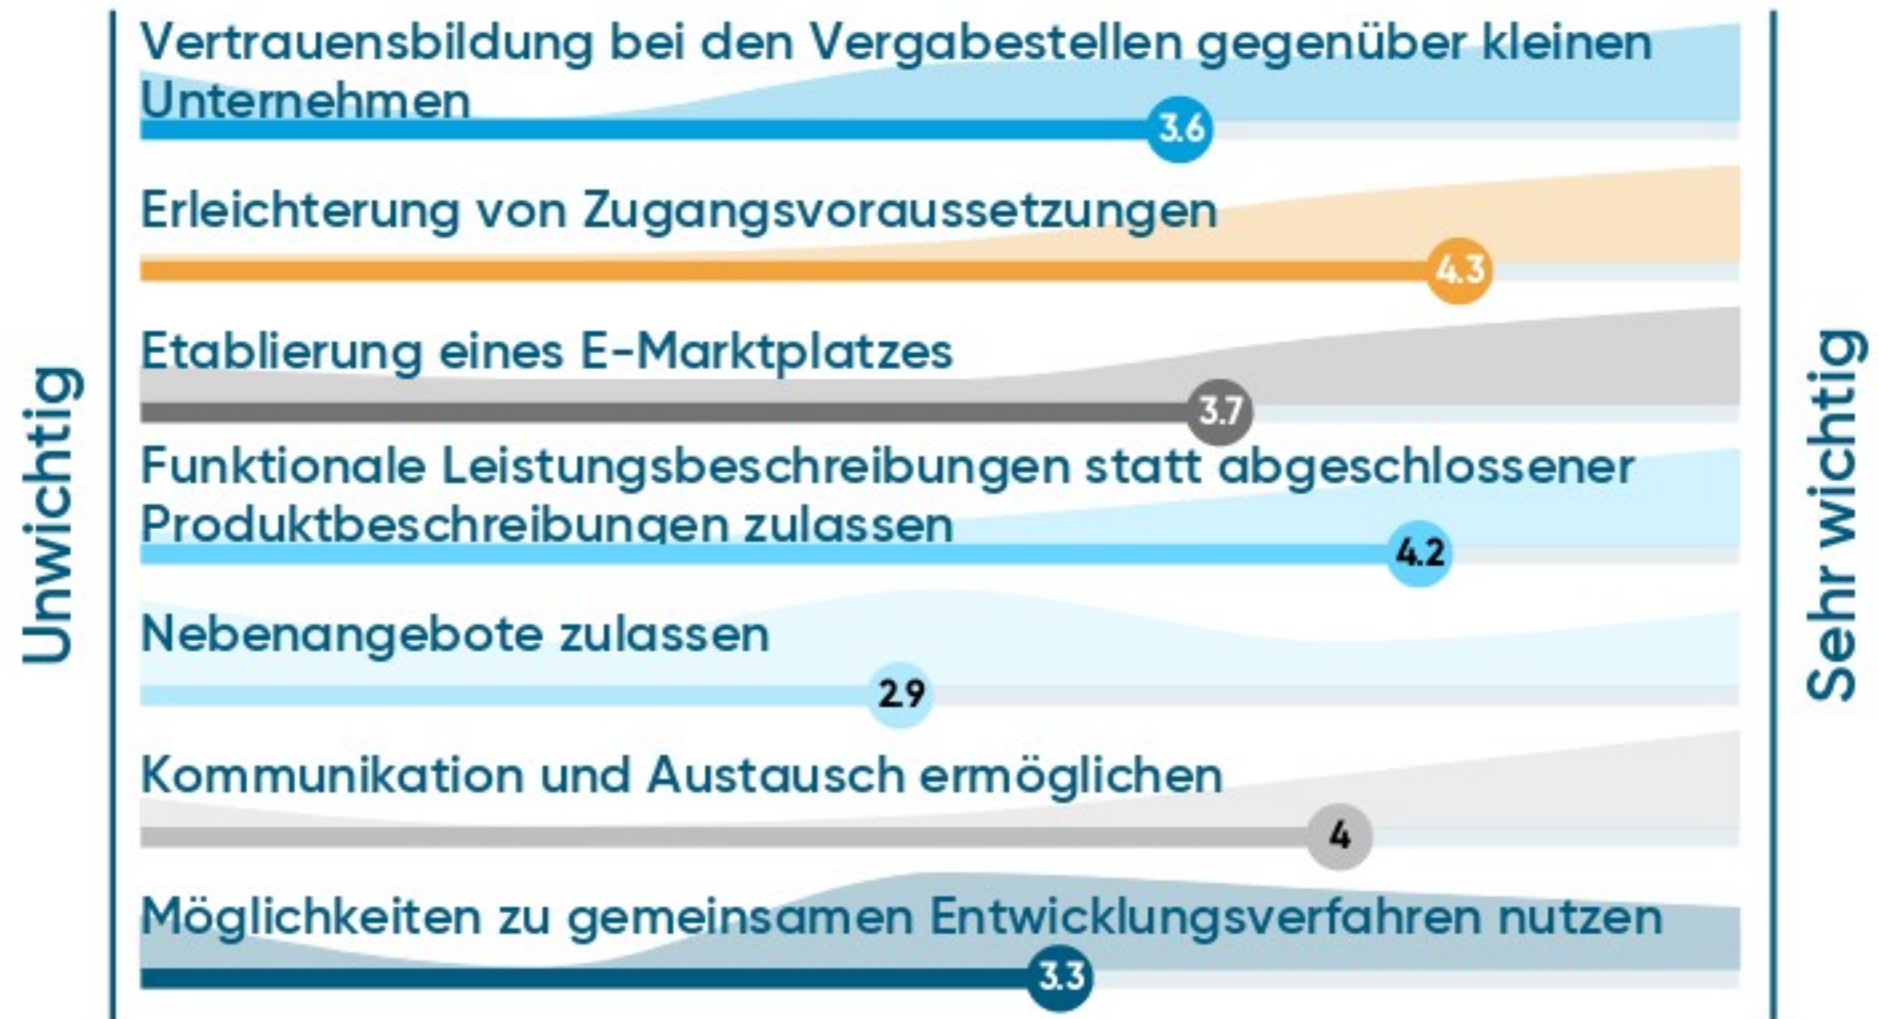 Vertrauensbildung bei den Vergabestellen gegenüber kleinen
Unternehmen
3.6
Erleichterung von Zugangsvoraussetzungen
4.3
Etablierung eines E-Marktplatzes
3.7
Funktionale Leistungsbeschreibungen statt abgeschlossener
Produktbeschreibungen zulassen
4.2
Nebenangebote zulassen
2.9
Kommunikation und Austausch ermöglichen
4
Möglichkeiten zu gemeinsamen Entwicklungsverfahren nutzen
3.3
Unwichtig
Sehr wichtig